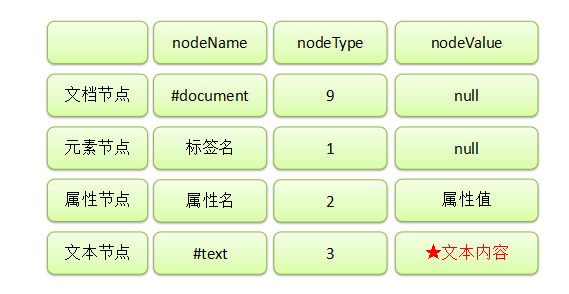 nodeName nodeType nodeValue
文档节点 #document 9 null
元素节点 标签名 1 null
属性节点 属性名 2 属性值
文本节点 #text 3 ★文本内容